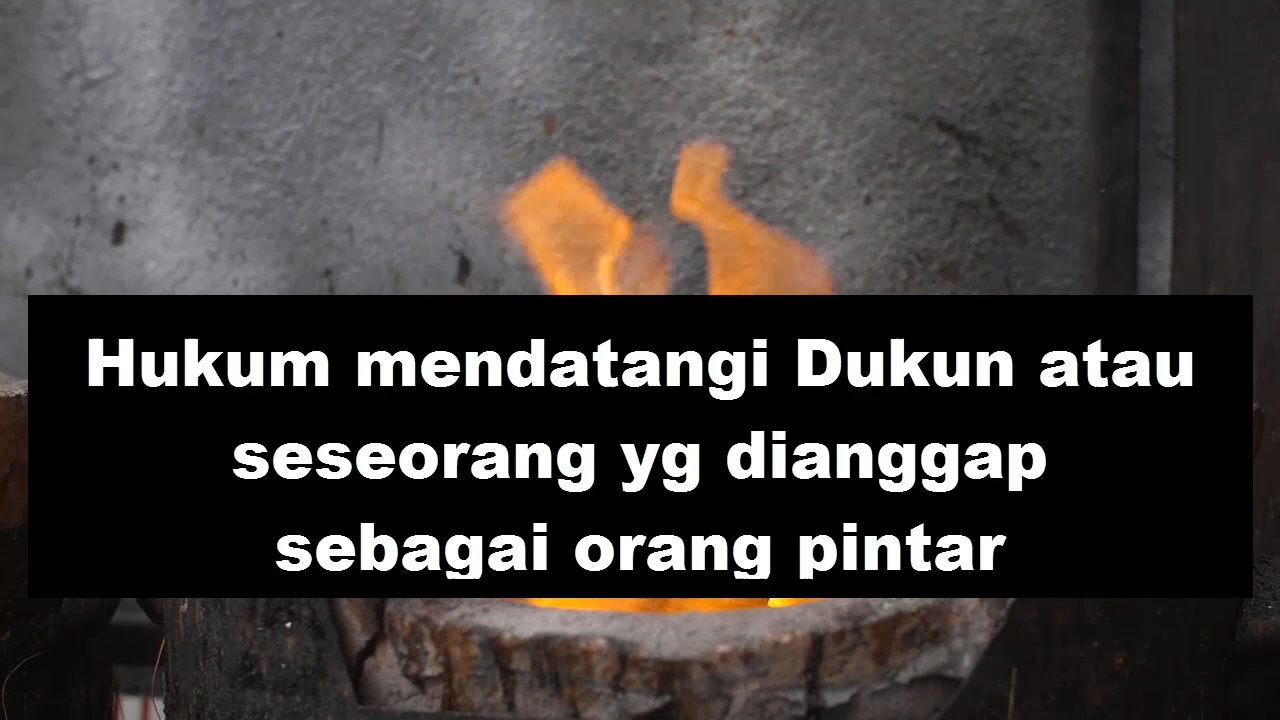 Hukum mendatangi Dukun atau
seseorang yg dianggap
sebagai orang pintar